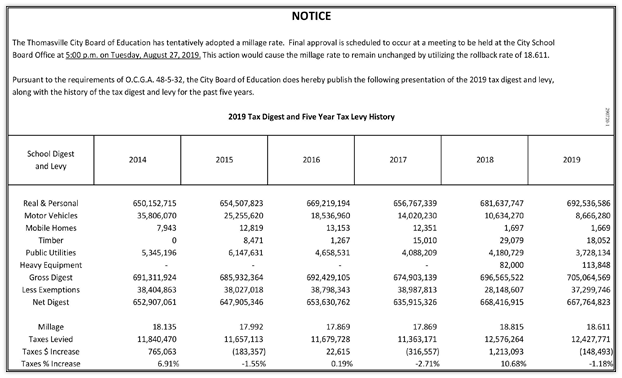 NOTICE
The Thomasville City Board of Education has tentatively adopted a millage rate. Final approval is scheduled to occur at a meeting to be held at the City School
Board Office at 5:00 p.m. on Tuesday, August 27, 2019. This action would cause the millage rate to remain unchanged by utilizing the rollback rate of 18.611.
Pursuant to the requirements of O.C.G.A. 48-5-32, the City Board of Education does hereby publish the following presentation of the 2019 tax digest and levy,
along with the history of the tax digest and levy for the past five years.
2019 Tax Digest and Five Year Tax Levy History
School Digest
and Levy 2014 2015 2016 2017 2018 2019
Real & Personal 650,152,715 654,507,823 669,219,194 656,767,339 681,637,747 692,536,586
Motor Vehicles 35,806,070 25,255,620 18,536,960 14,020,230 10,634,270 8,666,280
Mobile Homes 7,943 12,819 13,153 12,351 1,697 1,669
Timber 0 8,471 1,267 15,010 29,079 18,052
Public Utilities 5,345,196 6,147,631 4,658,531 4,088,209 4,180,729 3,728,134
Heavy Equipment - - - - 82,000 113,848
Gross Digest 691,311,924 685,932,364 692,429,105 674,903,139 696,565,522 705,064,569
Less Exemptions 38,404,863 38,027,018 38,798,343 38,987,813 28,148,607 37,299,746
Net Digest 652,907,061 647,905,346 653,630,762 635,915,326 668,416,915 667,764,823
Millage 18.135 17.992 17.869 17.869 18.815 18.611
Taxes Levied 11,840,470 11,657,113 11,679,728 11,363,171 12,576,264 12,427,771
Taxes $ Increase 765,063 (183,357) 22,615 (316,557) 1,213,093 (148,493)
Taxes % Increase 6.91% -1.55% 0.19% -2.71% 10.68% -1.18%